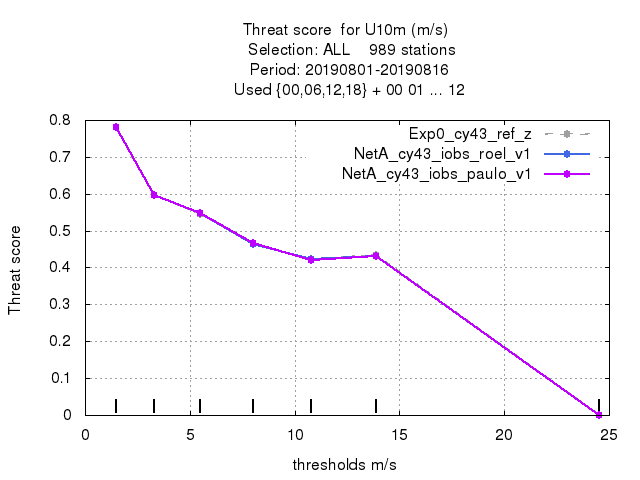 Threat score  for U10m (m/s)
Selection: ALL    989 stations
Period: 20190801-20190816
Used {00,06,12,18} + 00 01 ... 12
Exp0_cy43_ref_z
NetA_cy43_iobs_roel_v1
NetA_cy43_iobs_paulo_v1
Threat score
0.8
0.7
0.6
0.5
0.4
0.3
0.2
0.1
0
0 5 10 15 20 25
thresholds m/s